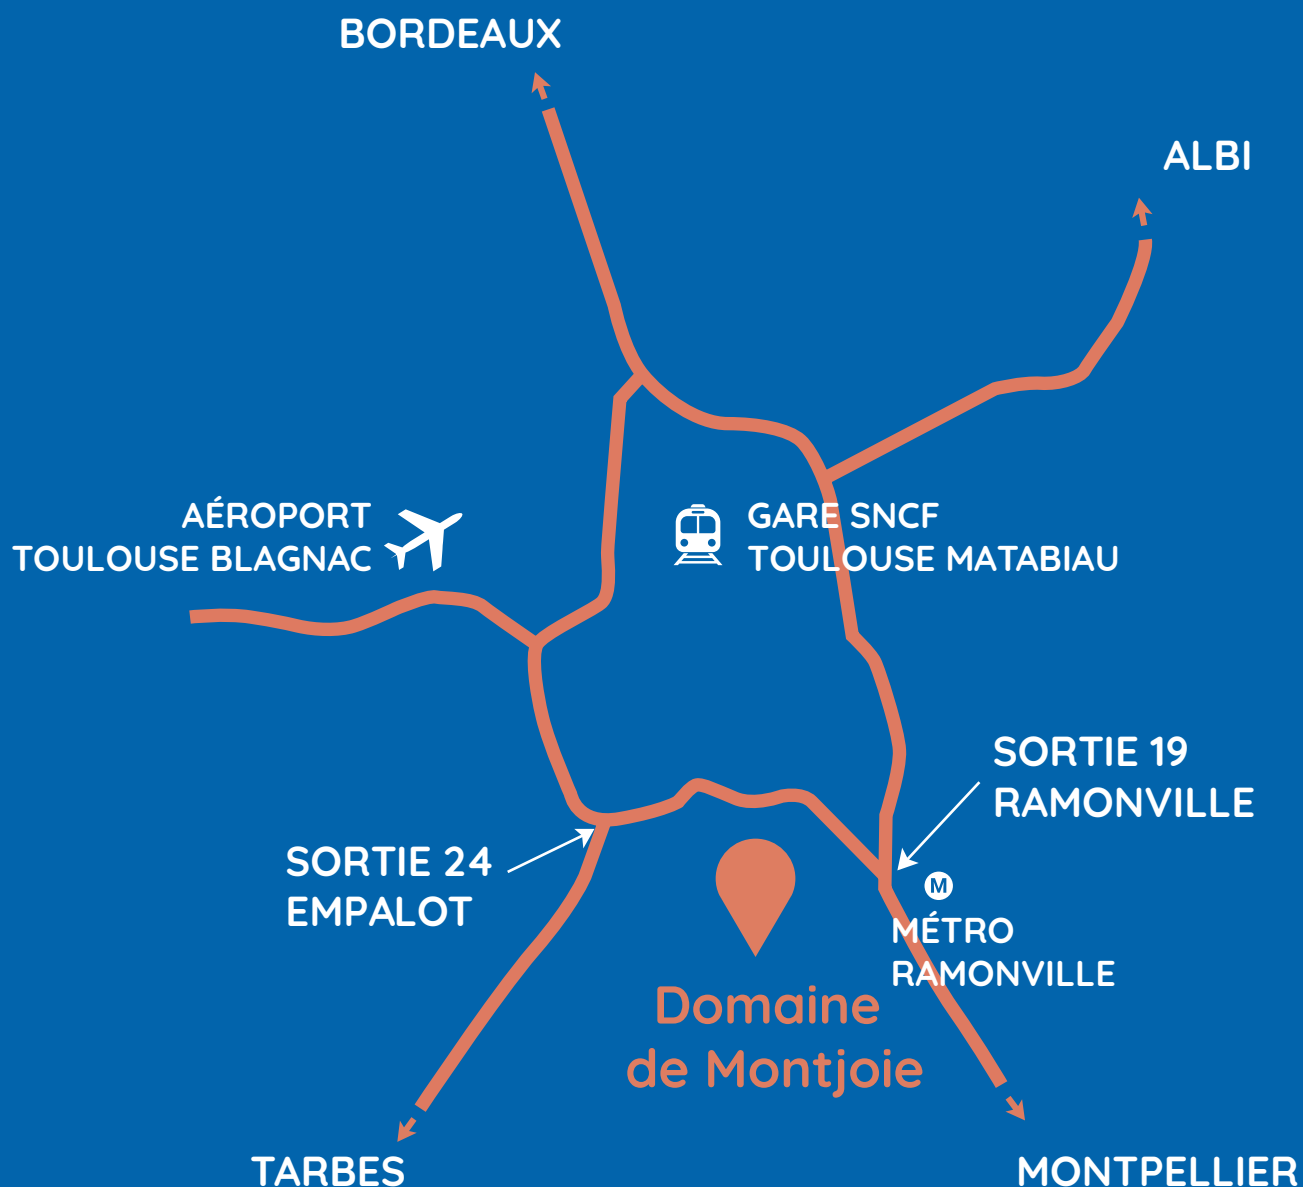 BORDEAUX
ALBI
AÉROPORT
TOULOUSE BLAGNAC
GARE SNCF
TOULOUSE MATABIAU
SORTIE 19
RAMONVILLE
SORTIE 24
EMPALOT
M
MÉTRO
RAMONVILLE
Domaine
de Montjoie
TARBES
MONTPELLIER